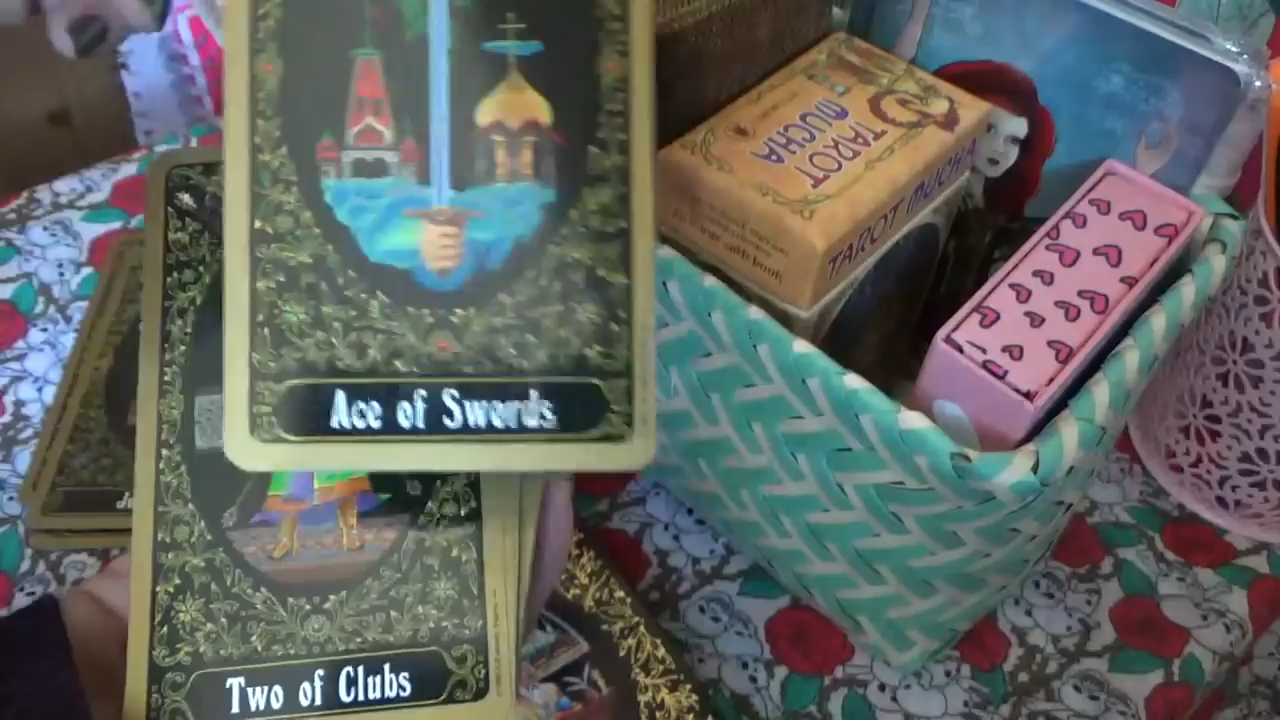 Ace of Swords
Two of Clubs
TAROT
MUCHA
TAROT MUCHA